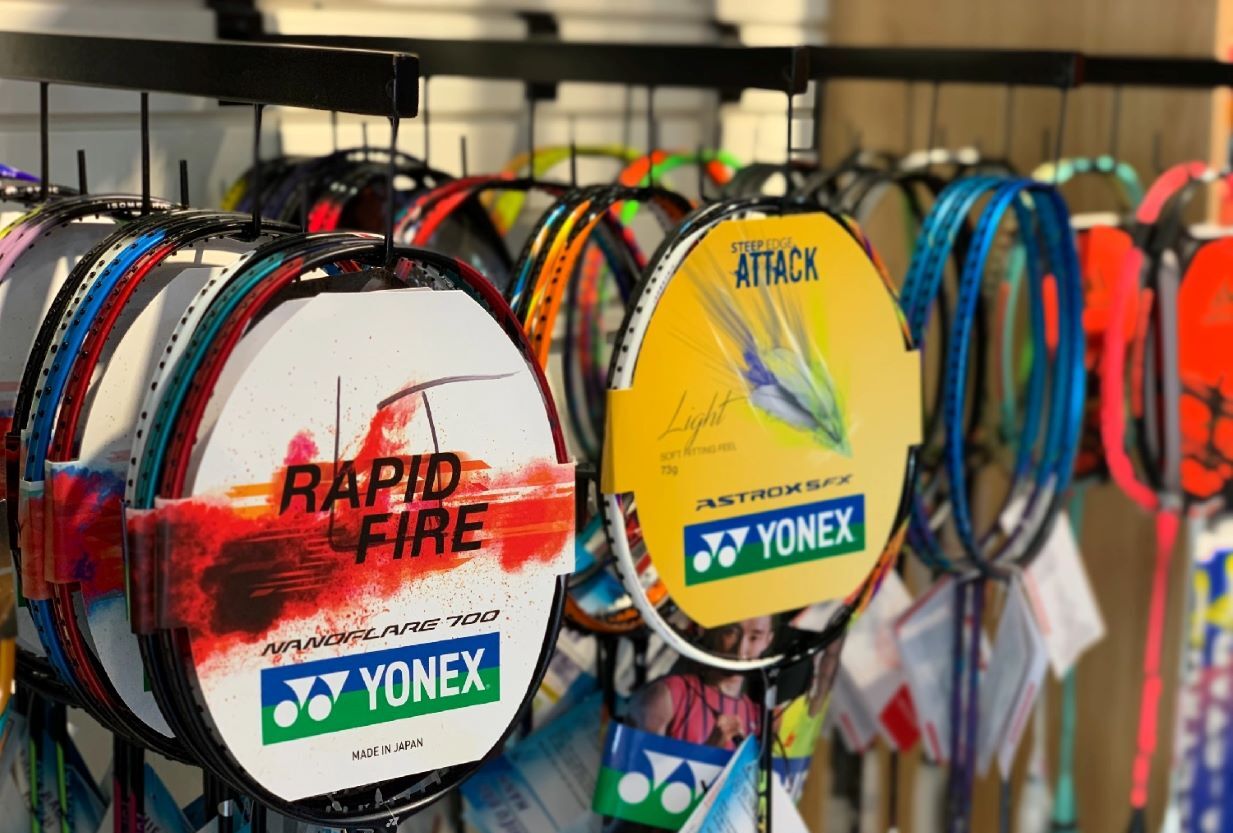 RAPID
FIRE
NANOFLARE 700
YONEX
MADE IN JAPAN
STEEP EDGE
ATTACK
Light
SOFT HITTING FEEL
73g
ASTROX 5FX
YONEX